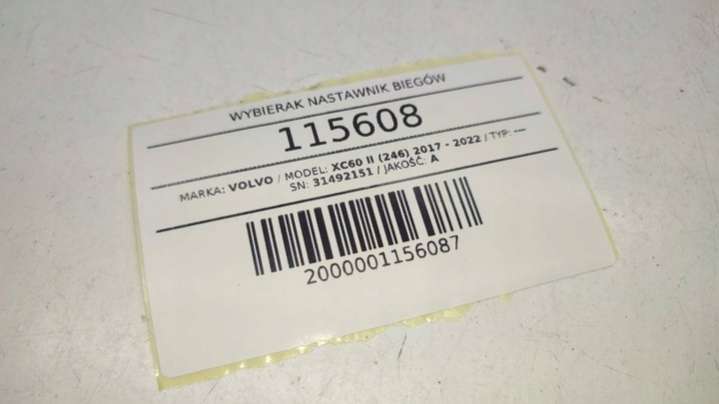 WYBIERAK NASTAWNIK BIEGÓW
115608
MARKA: VOLVO / MODEL: XC60 II (246) 2017 - 2022 / TYP: ---
SN: 31492151 / JAKOŚĆ: A
2000001156087